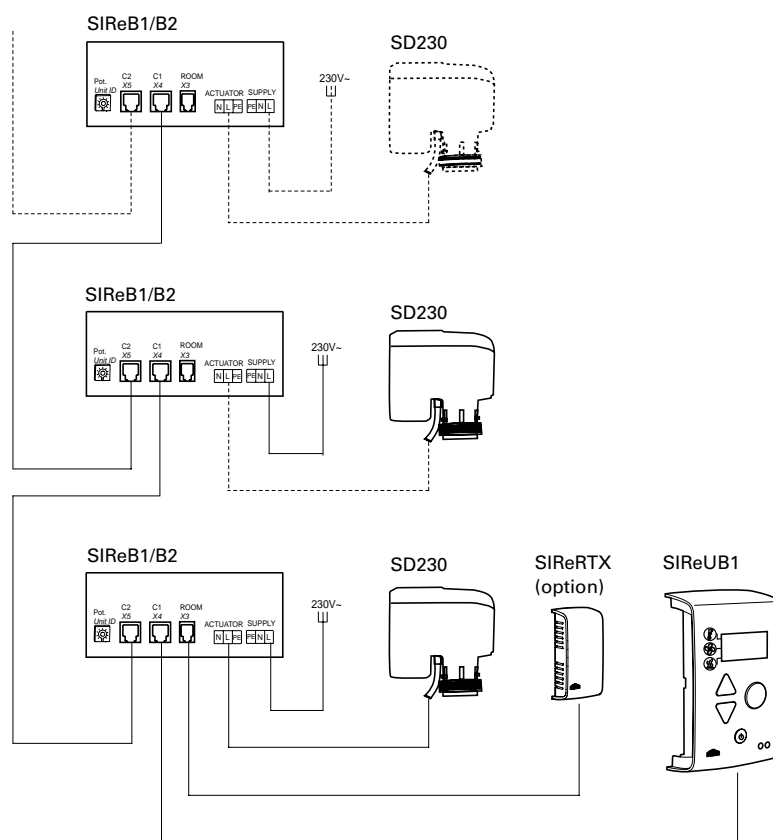 SIReB1/B2
SD230
230V~
Pot.
Unit ID
C2
X5
C1
X4
ROOM
X3
ACTUATOR SUPPLY
N L PE PE N L
SIReB1/B2
SD230
230V~
Pot.
Unit ID
C2
X5
C1
X4
ROOM
X3
ACTUATOR SUPPLY
N L PE PE N L
SIReB1/B2
SD230
SIReRTX
(option)
SIReUB1
230V~
Pot.
Unit ID
C2
X5
C1
X4
ROOM
X3
ACTUATOR SUPPLY
N L PE PE N L